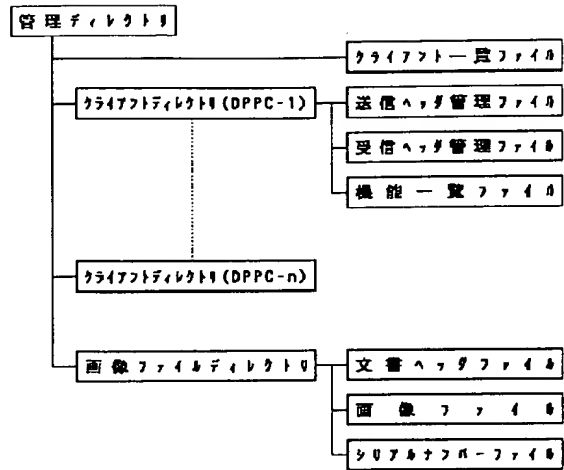 管理ディレクトリ
クライアント一覧ファイル
クライアントディレクトリ(DPPC-1)
送信ヘッダ管理ファイル
受信ヘッダ管理ファイル
機能一覧ファイル
クライアントディレクトリ(DPPC-n)
画像ファイルディレクトリ
文書ヘッダファイル
画像ファイル
シリアルナンバーファイル